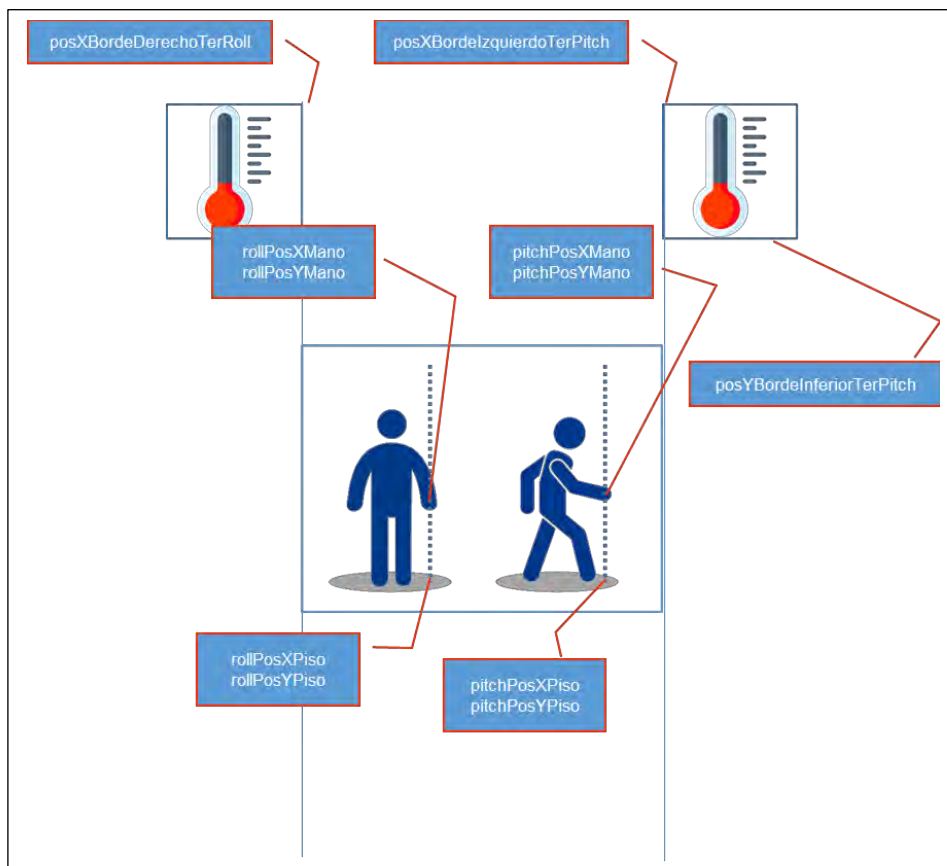 posXBordeDerechoTerRoll
posXBordeIzquierdoTerPitch
rollPosXMano
rollPosYMano
pitchPosXMano
pitchPosYMano
posYBordeInferiorTerPitch
rollPosXPiso
rollPosYPiso
pitchPosXPiso
pitchPosYPiso